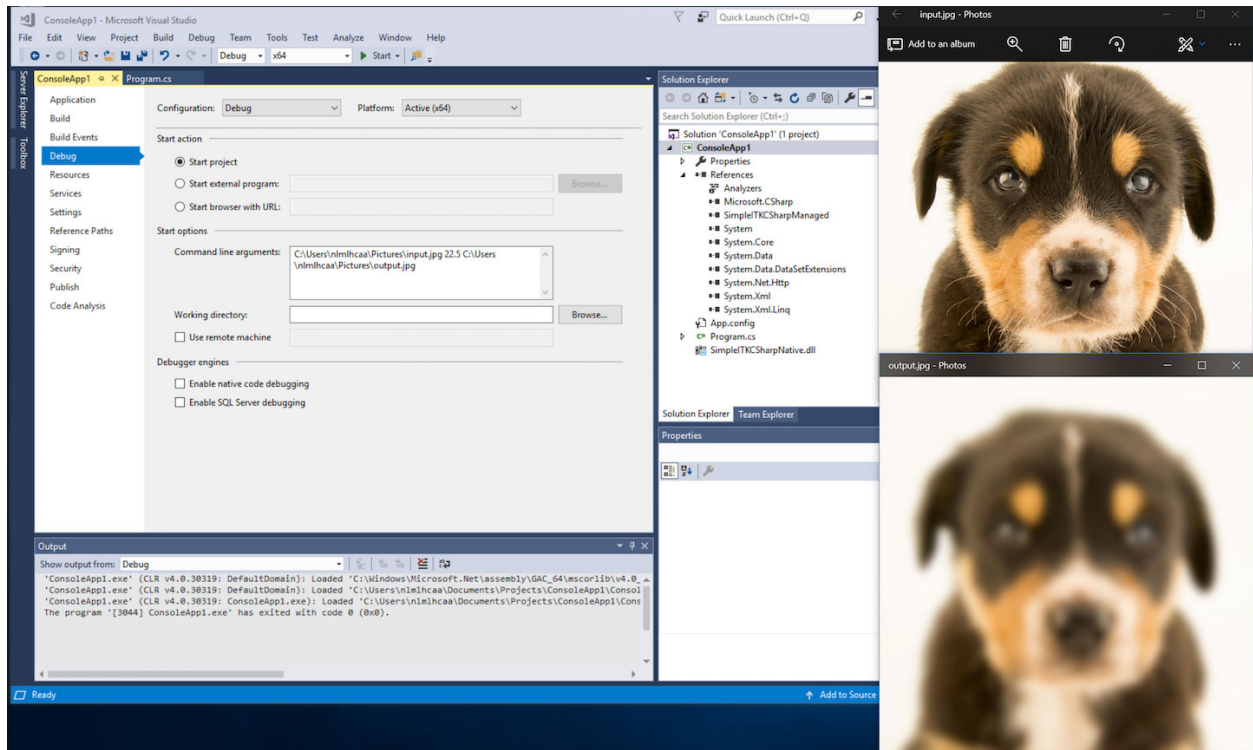 ConsoleApp1 - Microsoft Visual Studio
Quick Launch (Ctrl+Q)
File Edit View Project Build Debug Team Tools Test Analyze Window Help
Debug x64 Start
Server Explorer
Toolbox
ConsoleApp1 Program.cs
Application
Build
Build Events
Debug
Resources
Services
Settings
Reference Paths
Signing
Security
Publish
Code Analysis
Configuration: Debug Platform: Active (x64)
Start action
Start project
Start external program: Browse...
Start browser with URL:
Start options
Command line arguments: C:\Users\nlmlhcaa\Pictures\input.jpg 22.5 C:\Users
\nlmlhcaa\Pictures\output.jpg
Working directory: Browse...
Use remote machine
Debugger engines
Enable native code debugging
Enable SQL Server debugging
Output
Show output from: Debug
'ConsoleApp1.exe' (CLR v4.0.30319: DefaultDomain): Loaded 'C:\Windows\Microsoft.Net\assembly\GAC_64\mscorlib\v4.0_
'ConsoleApp1.exe' (CLR v4.0.30319: DefaultDomain): Loaded 'C:\Users\nlmlhcaa\Documents\Projects\ConsoleApp1\Consol
'ConsoleApp1.exe' (CLR v4.0.30319: ConsoleApp1.exe): Loaded 'C:\Users\nlmlhcaa\Documents\Projects\ConsoleApp1\Cons
The program '[3044] ConsoleApp1.exe' has exited with code 0 (0x0).
Ready
Add to Source
Solution Explorer
Search Solution Explorer (Ctrl+;)
Solution 'ConsoleApp1' (1 project)
C# ConsoleApp1
Properties
References
Analyzers
Microsoft.CSharp
SimpleITKCSharpManaged
System
System.Core
System.Data
System.Data.DataSetExtensions
System.Net.Http
System.Xml
System.Xml.Linq
App.config
C# Program.cs
SimpleITKCSharpNative.dll
Solution Explorer Team Explorer
Properties
input.jpg - Photos
Add to an album
output.jpg - Photos